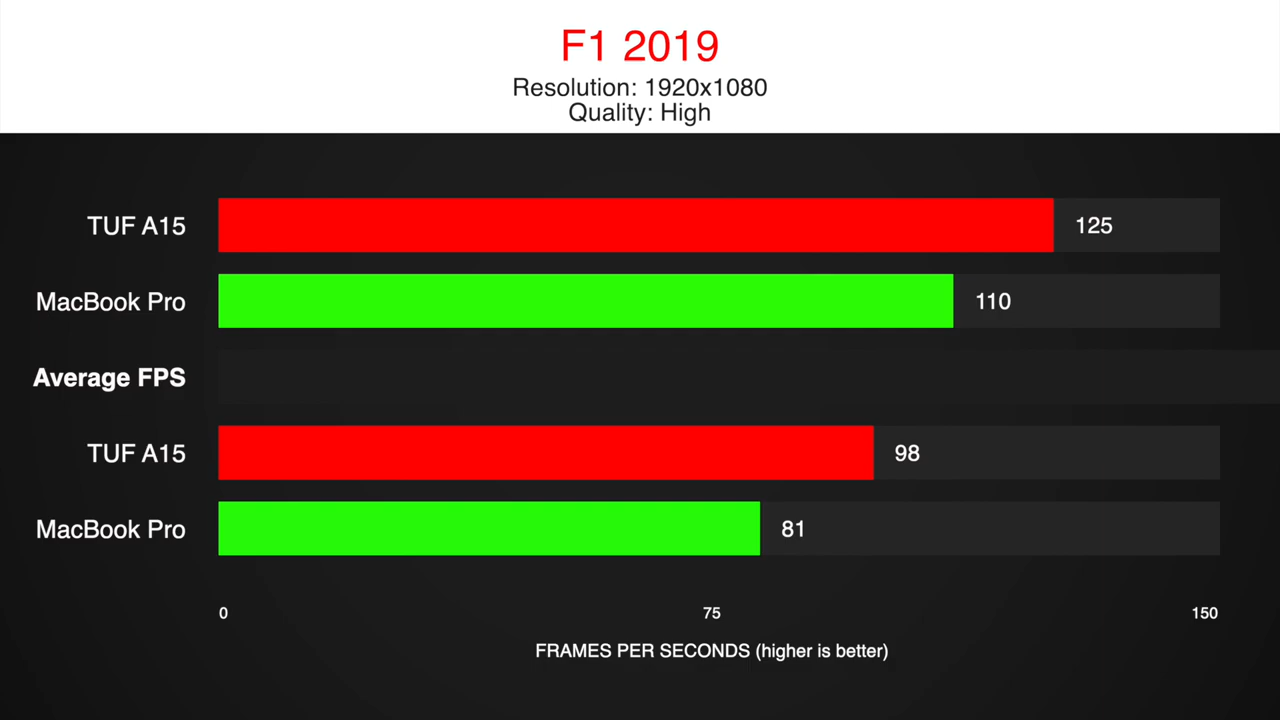 F1 2019
Resolution: 1920x1080
Quality: High
TUF A15 125
MacBook Pro 110
Average FPS
TUF A15 98
MacBook Pro 81
0 75 150
FRAMES PER SECONDS (higher is better)